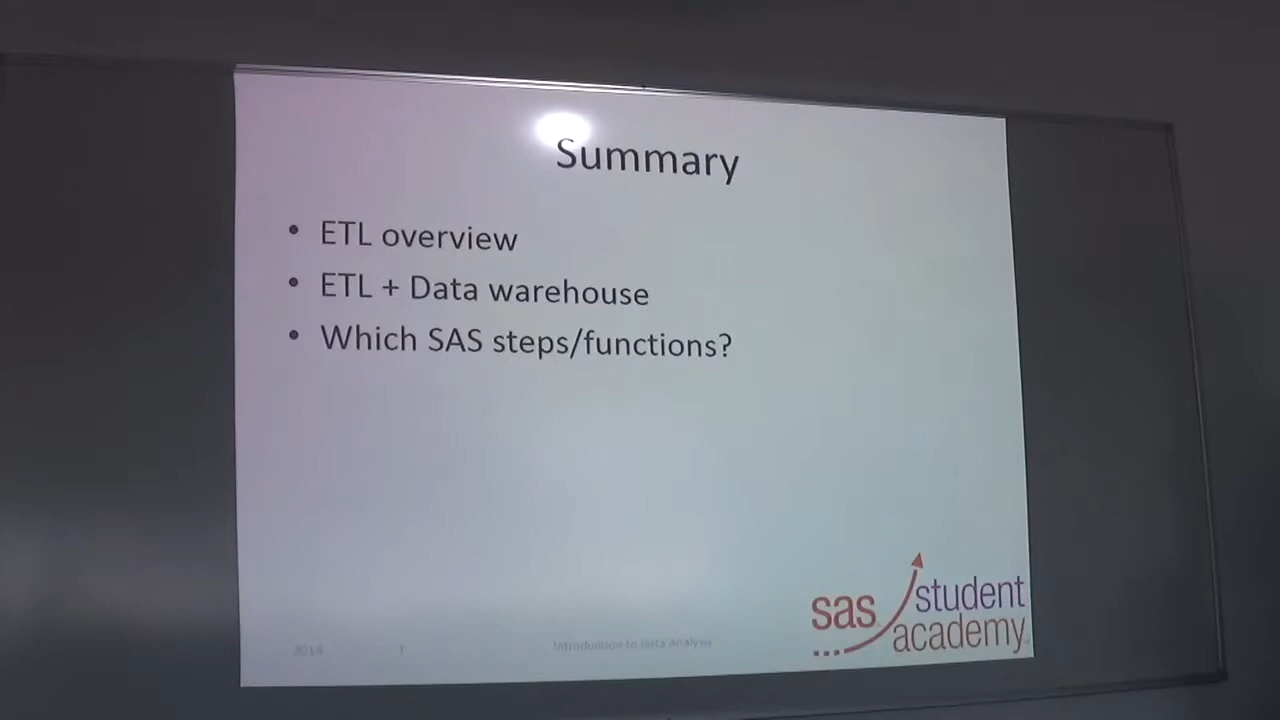 Summary
• ETL overview
• ETL + Data warehouse
• Which SAS steps/functions?
Introduction to Data Analysis
sas student
academy